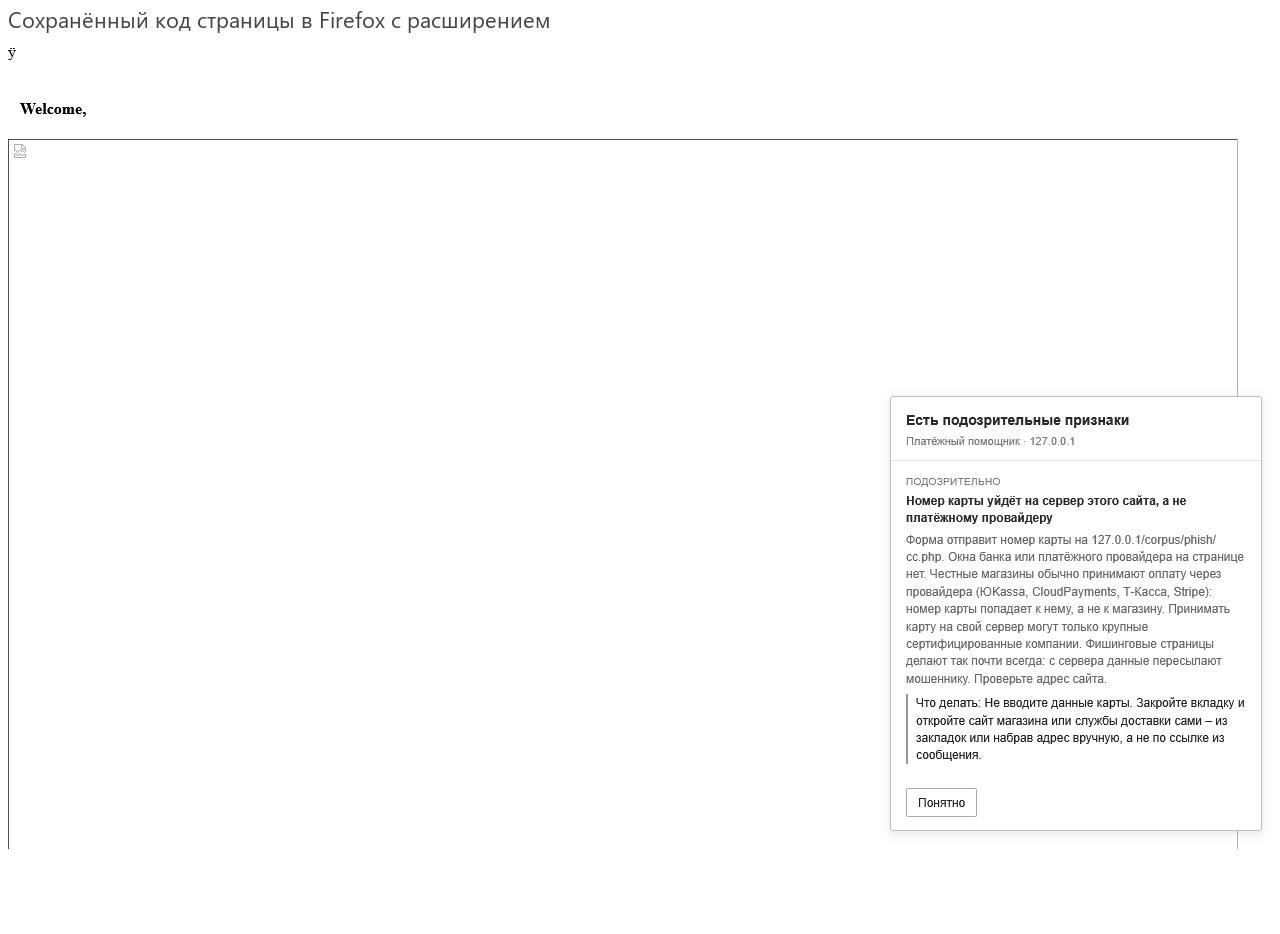 Сохранённый код страницы в Firefox с расширением
ÿ
Welcome,
Есть подозрительные признаки
Платёжный помощник · 127.0.0.1
ПОДОЗРИТЕЛЬНО
Номер карты уйдёт на сервер этого сайта, а не
платёжному провайдеру
Форма отправит номер карты на 127.0.0.1/corpus/phish/
cc.php. Окна банка или платёжного провайдера на странице
нет. Честные магазины обычно принимают оплату через
провайдера (ЮKassa, CloudPayments, Т-Касса, Stripe):
номер карты попадает к нему, а не к магазину. Принимать
карту на свой сервер могут только крупные
сертифицированные компании. Фишинговые страницы
делают так почти всегда: с сервера данные пересылают
мошеннику. Проверьте адрес сайта.
Что делать: Не вводите данные карты. Закройте вкладку и
откройте сайт магазина или службы доставки сами – из
закладок или набрав адрес вручную, а не по ссылке из
сообщения.
Понятно